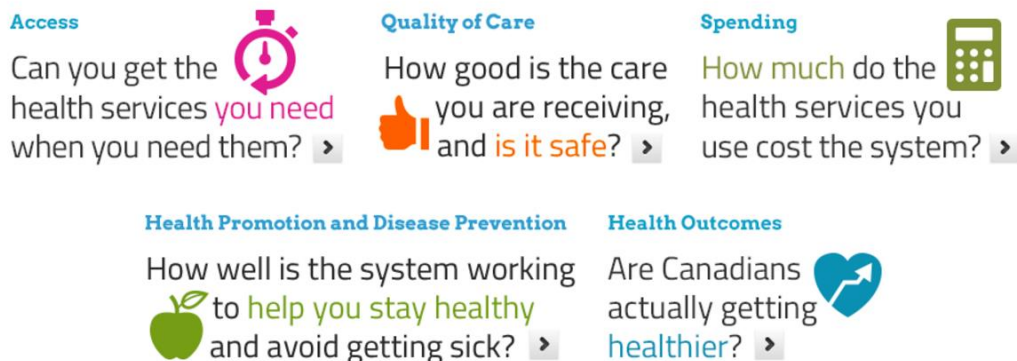 Access
Can you get the
health services you need
when you need them?
Quality of Care
How good is the care
you are receiving,
and is it safe?
Spending
How much do the
health services you
use cost the system?
Health Promotion and Disease Prevention
How well is the system working
to help you stay healthy
and avoid getting sick?
Health Outcomes
Are Canadians
actually getting
healthier?